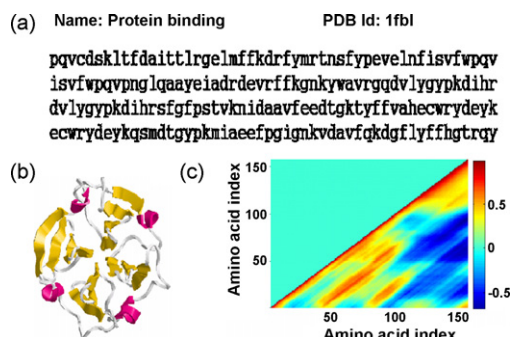 (a) Name: Protein binding PDB Id: 1fbl
pqvcdskltfdaittlrgelmffkdrfymrtnsfypevelnfisvfwpqv
isvfwpqvpnglqaayeiadrdevrffkgnkywavrgqdvlygypkdihr
dvlygypkdihrsfgfpstvknidaavfeedtgktyffvahecwrydeyk
ecwrydeykqsmdtgypkmiaeefpgignkvdavfqkdgflyffhgtrqy
(b)
(c)
Amino acid index
150
100
50
50 100 150
Amino acid index
0.5
0
-0.5